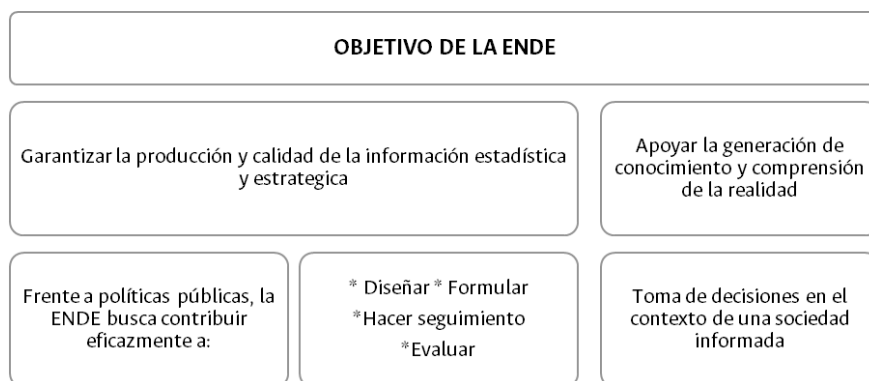 OBJETIVO DE LA ENDE
Garantizar la producción y calidad de la información estadística
y estrategica
Apoyar la generación de
conocimiento y comprensión
de la realidad
Frente a políticas públicas, la
ENDE busca contribuir
eficazmente a:
* Diseñar * Formular
*Hacer seguimiento
*Evaluar
Toma de decisiones en el
contexto de una sociedad
informada